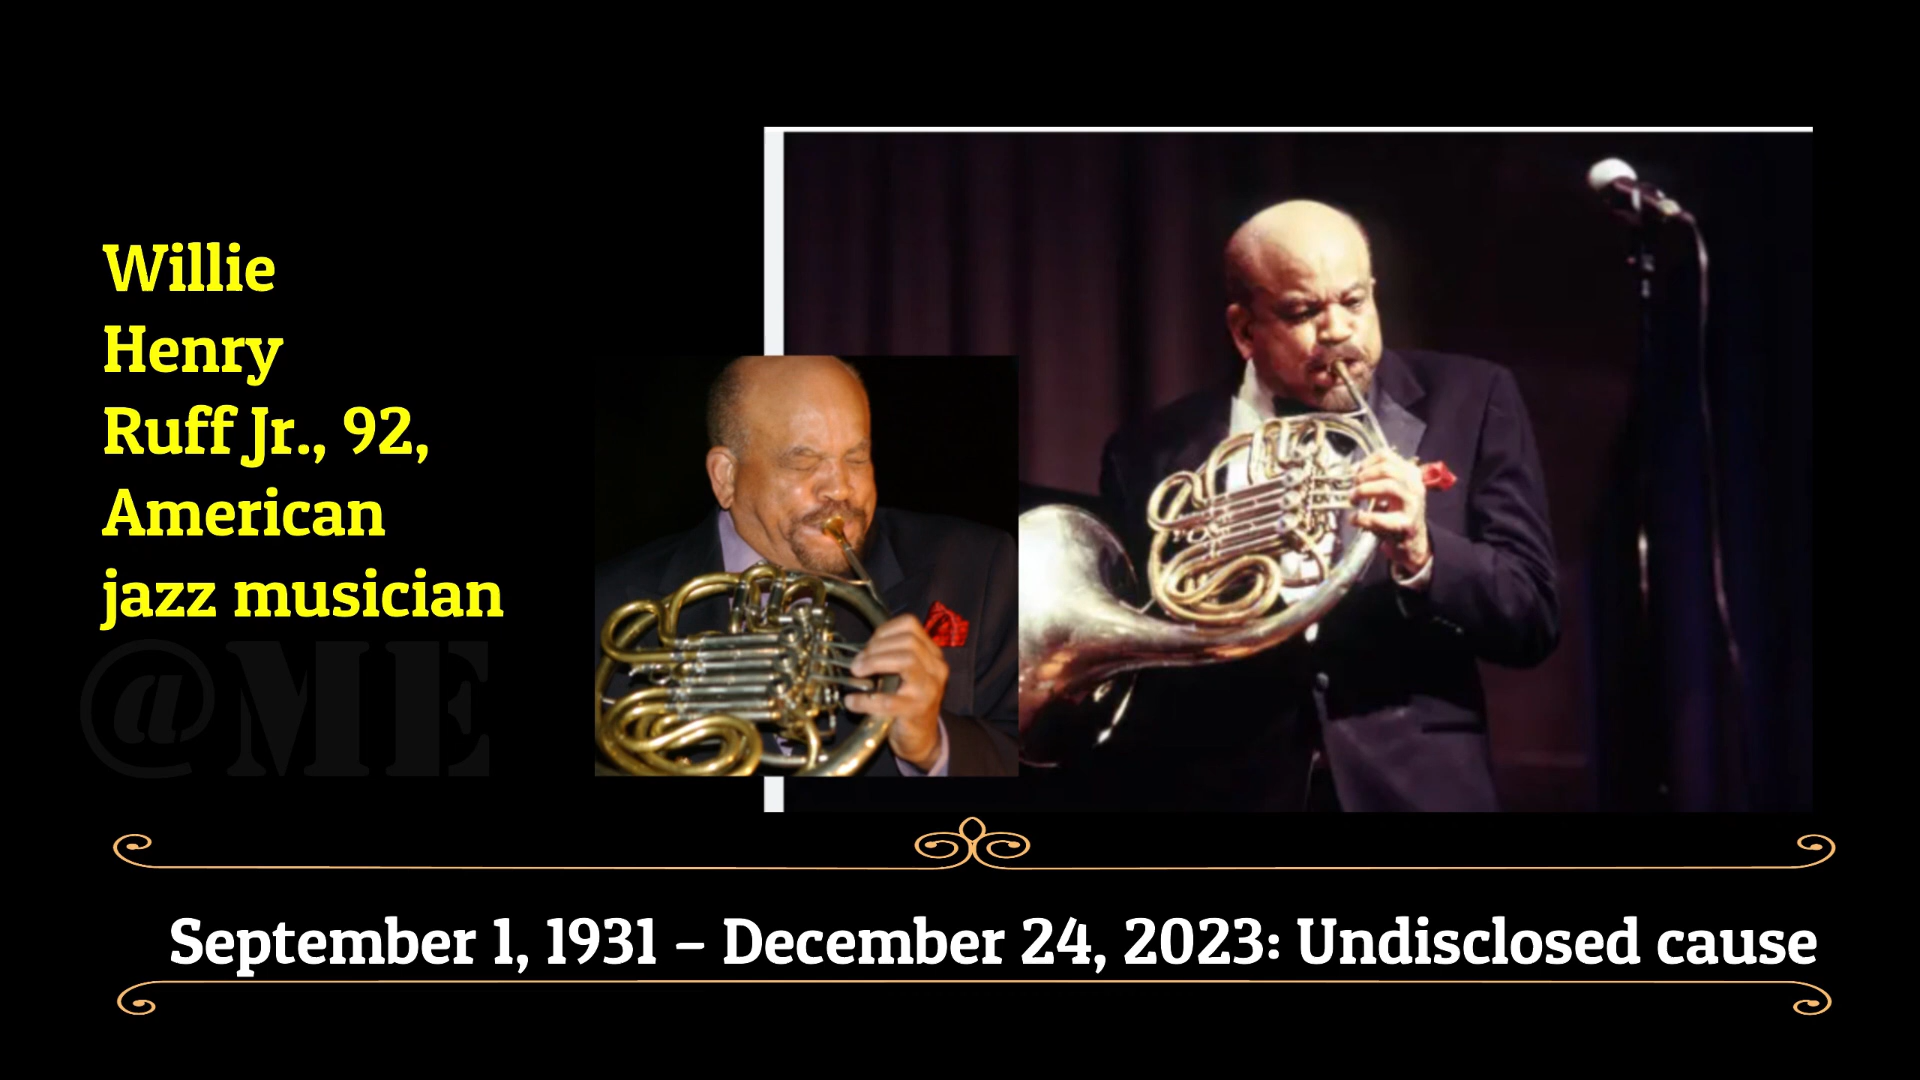 Willie
Henry
Ruff Jr., 92,
American
jazz musician
@ME
September 1, 1931 – December 24, 2023: Undisclosed cause